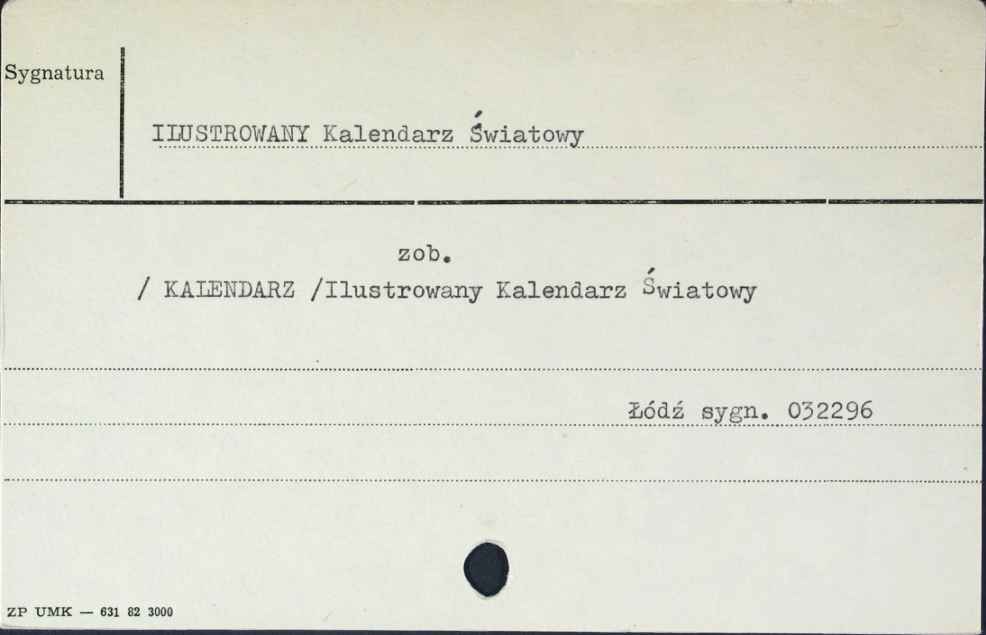 Sygnatura
ILUSTROWANY Kalendarz Światowy
zob.
/ KALENDARZ /Ilustrowany Kalendarz Światowy
Łódź sygn. 032296
ZP UMK — 631 82 3000